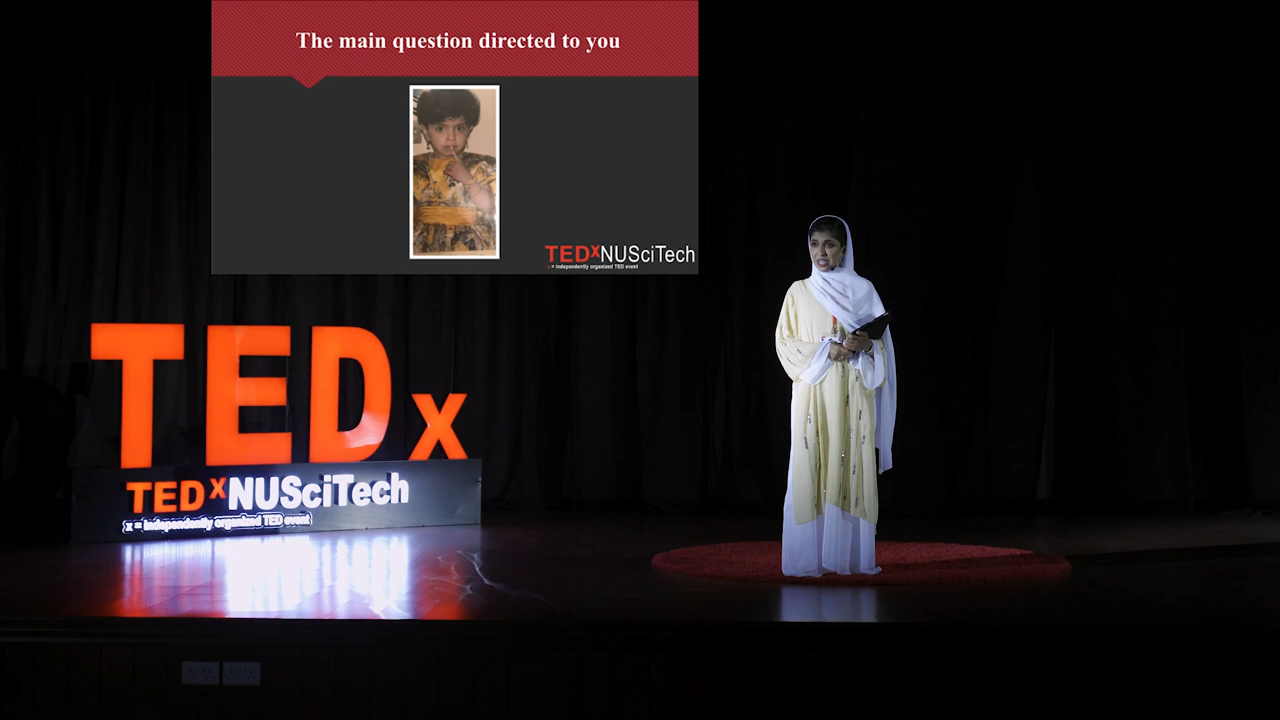 The main question directed to you
TEDxNUSciTech
x = independently organized TED event
TEDx
TEDxNUSciTech
x = independently organized TED event